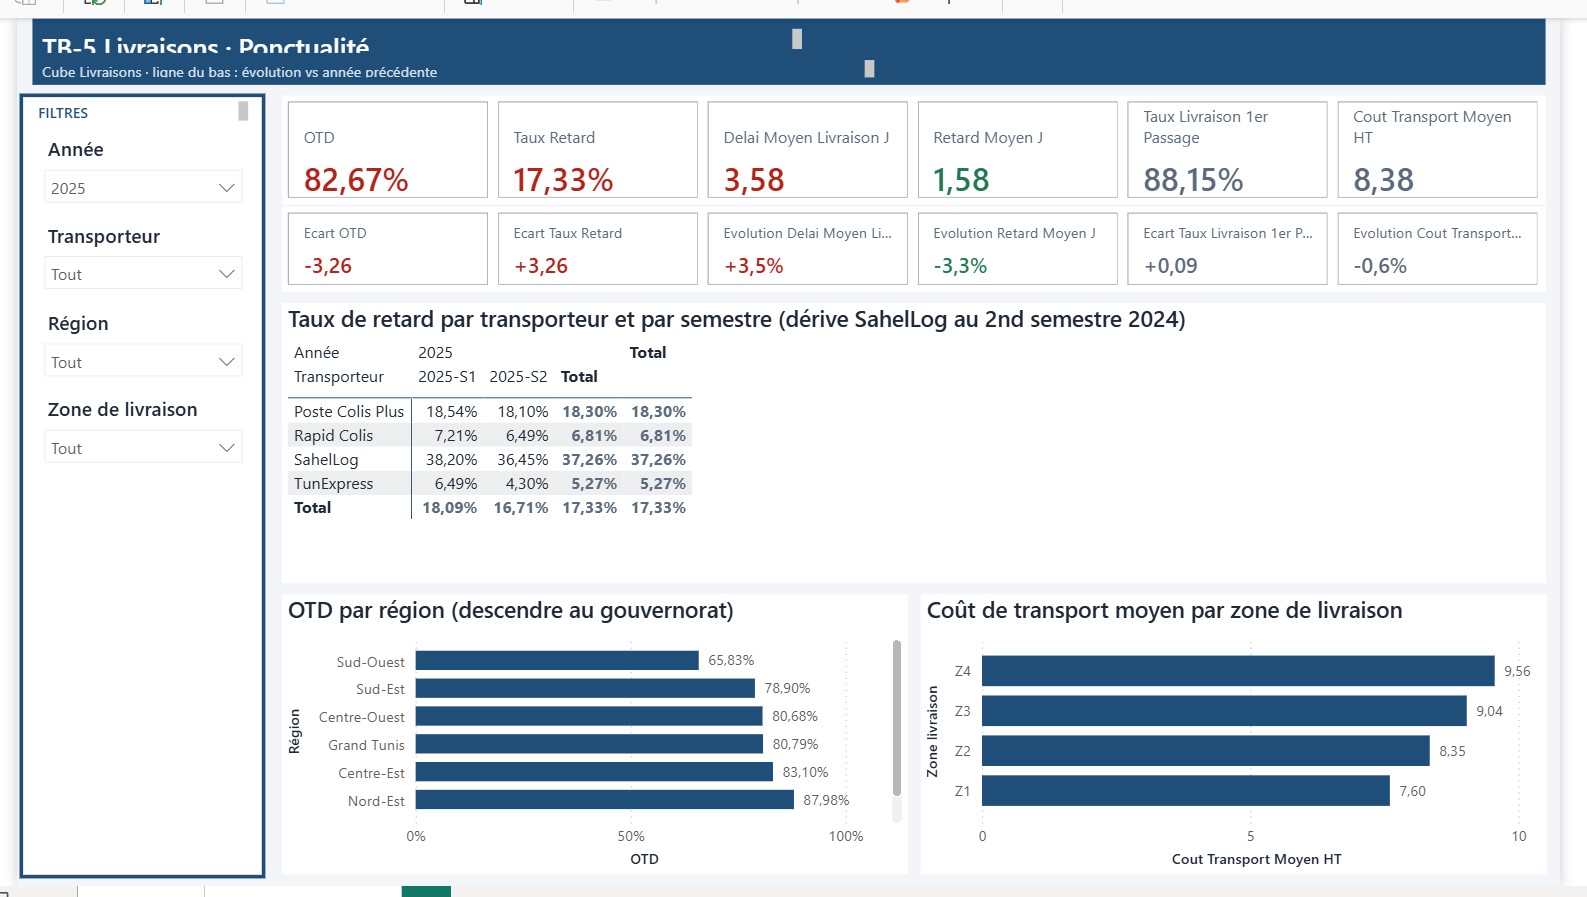 TB-5 Livraisons · Ponctualité
Cube Livraisons · ligne du bas : évolution vs année précédente
FILTRES
Année
2025
Transporteur
Tout
Région
Tout
Zone de livraison
Tout
OTD
82,67%
Taux Retard
17,33%
Delai Moyen Livraison J
3,58
Retard Moyen J
1,58
Taux Livraison 1er
Passage
88,15%
Cout Transport Moyen
HT
8,38
Ecart OTD
-3,26
Ecart Taux Retard
+3,26
Evolution Delai Moyen Li...
+3,5%
Evolution Retard Moyen J
-3,3%
Ecart Taux Livraison 1er P...
+0,09
Evolution Cout Transport...
-0,6%
Taux de retard par transporteur et par semestre (dérive SahelLog au 2nd semestre 2024)
Année 2025 Total
Transporteur 2025-S1 2025-S2 Total
Poste Colis Plus 18,54% 18,10% 18,30% 18,30%
Rapid Colis 7,21% 6,49% 6,81% 6,81%
SahelLog 38,20% 36,45% 37,26% 37,26%
TunExpress 6,49% 4,30% 5,27% 5,27%
Total 18,09% 16,71% 17,33% 17,33%
OTD par région (descendre au gouvernorat)
Région
Sud-Ouest 65,83%
Sud-Est 78,90%
Centre-Ouest 80,68%
Grand Tunis 80,79%
Centre-Est 83,10%
Nord-Est 87,98%
0% 50% 100%
OTD
Coût de transport moyen par zone de livraison
Zone livraison
Z4 9,56
Z3 9,04
Z2 8,35
Z1 7,60
0 5 10
Cout Transport Moyen HT